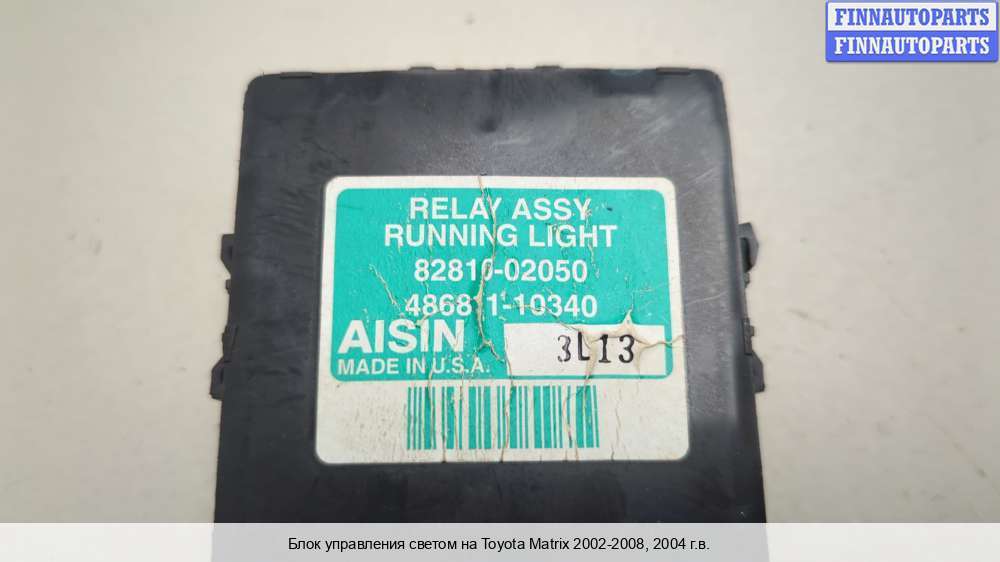 FINNAUTOPARTS
FINNAUTOPARTS
RELAY ASSY
RUNNING LIGHT
82810-02050
486811-10340
AISIN
3L13
MADE IN U.S.A.
Блок управления светом на Toyota Matrix 2002-2008, 2004 г.в.